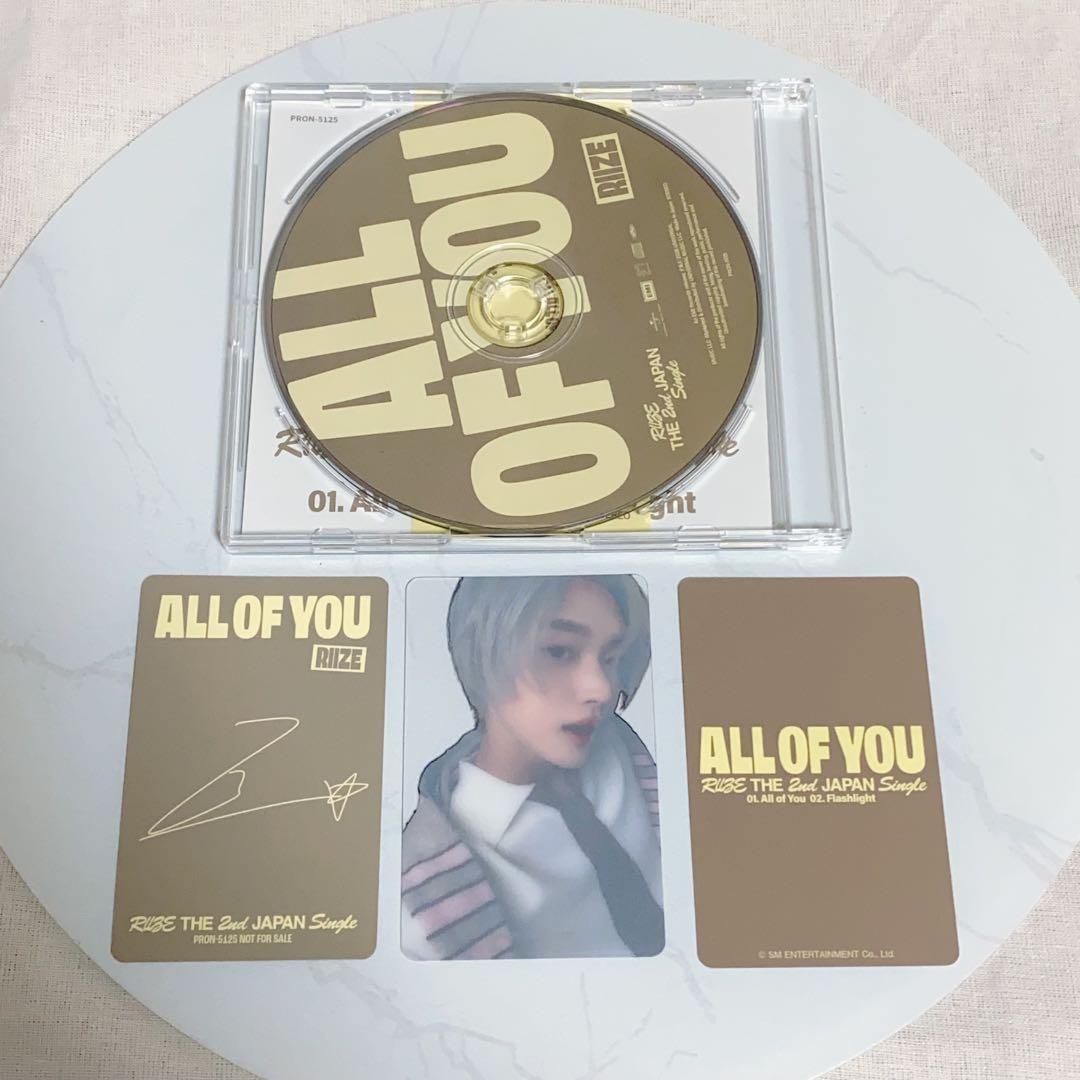 PRON-5125
ALL
OF YOU
RIIZE
RIIZE
THE 2nd JAPAN
Single
EMI
01. All
ght
ALL OF YOU
RIIZE
RIIZE THE 2nd JAPAN Single
PRON-5125 NOT FOR SALE
ALL OF YOU
RIIZE THE 2nd JAPAN Single
01. All of You 02. Flashlight
© SM ENTERTAINMENT Co., Ltd.